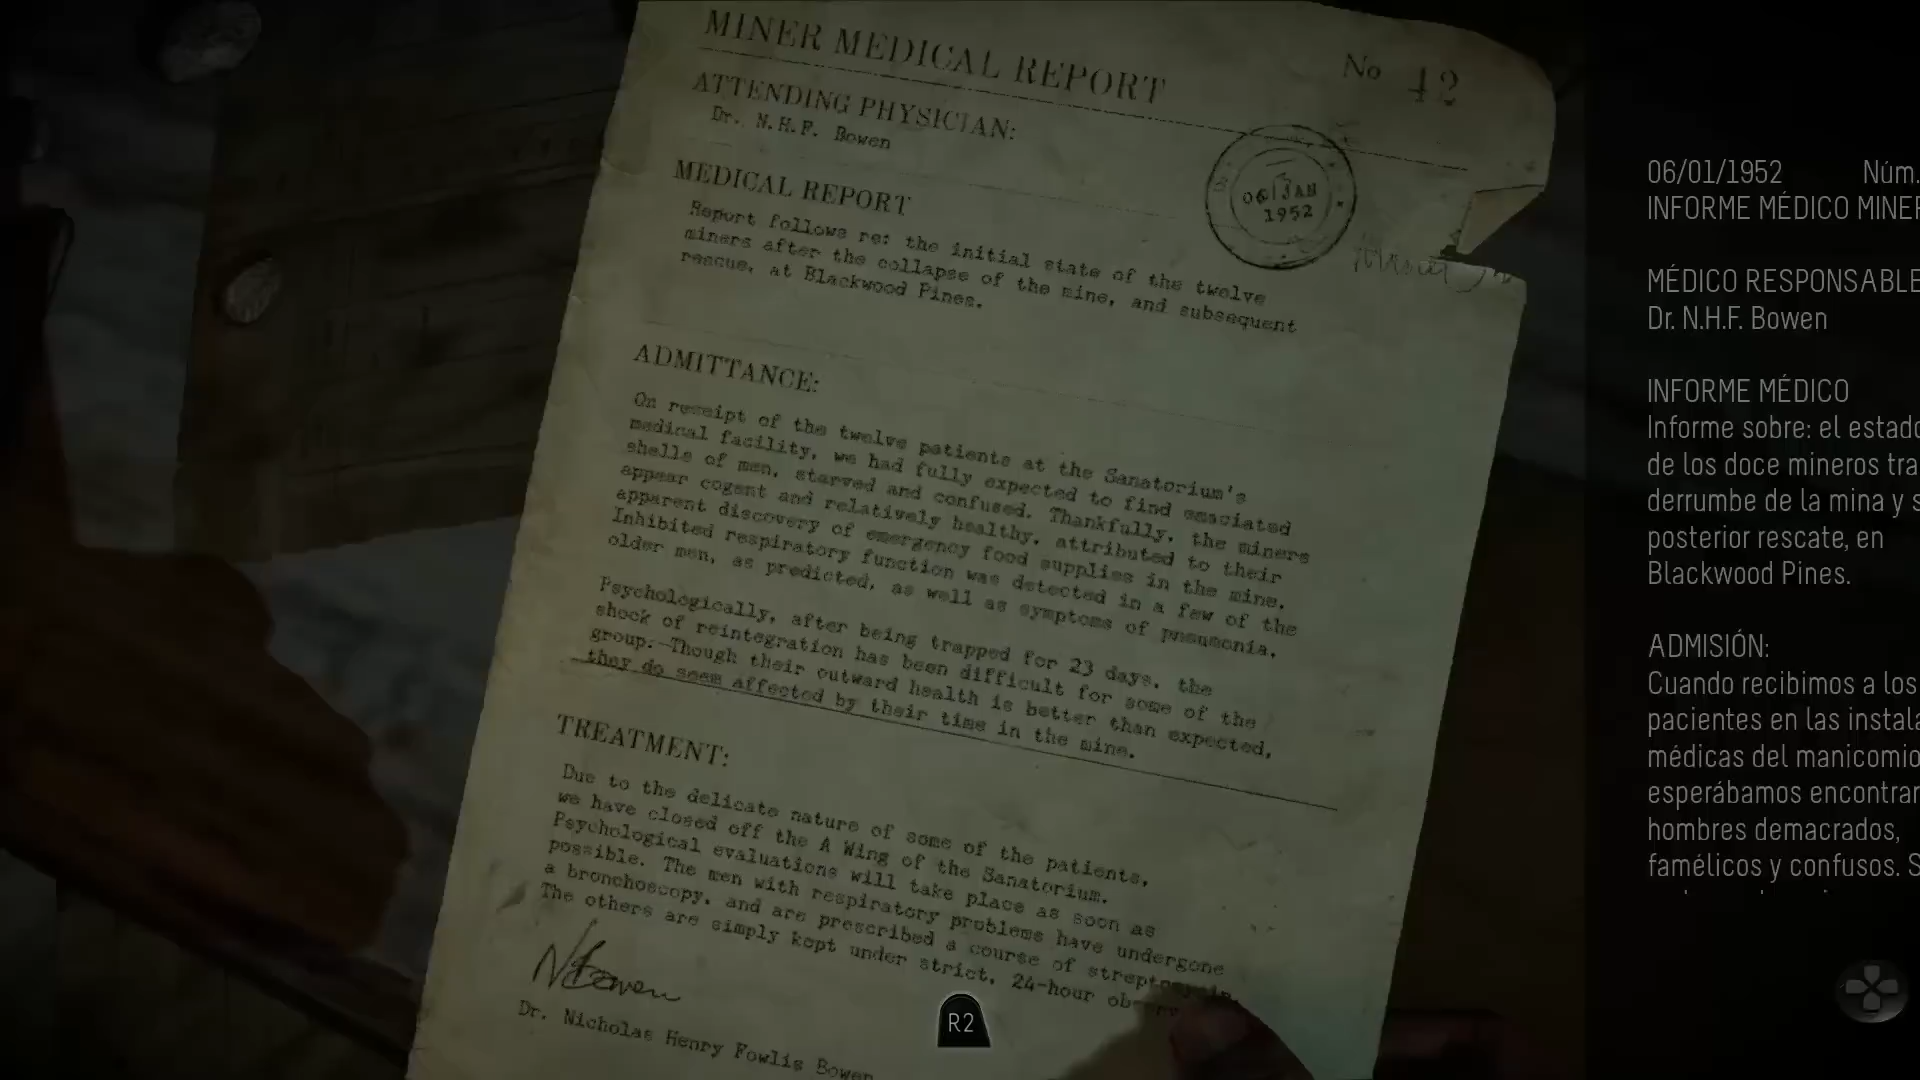 MINER MEDICAL REPORT
No 42
ATTENDING PHYSICIAN:
Dr. N.H.F. Bowen
06 JAN
1952
MEDICAL REPORT
Report follows re: the initial state of the twelve
miners after the collapse of the mine, and subsequent
rescue, at Blackwood Pines.
ADMITTANCE:
On receipt of the twelve patients at the Sanatorium's
medical facility, we had fully expected to find emaciated
shells of men, starved and confused. Thankfully, the miners
appear cogent and relatively healthy, attributed to their
apparent discovery of emergency food supplies in the mine.
Inhibited respiratory function was detected in a few of the
older men, as predicted, as well as symptoms of pneumonia.
Psychologically, after being trapped for 23 days, the
shock of reintegration has been difficult for some of the
group. Though their outward health is better than expected,
they do seem affected by their time in the mine.
TREATMENT:
Due to the delicate nature of some of the patients,
we have closed off the A Wing of the Sanatorium.
Psychological evaluations will take place as soon as
possible. The men with respiratory problems have undergone
a bronchoscopy, and are prescribed a course of
The others are simply kept under strict, 24-hour
NBowen
Dr. Nicholas Henry Fowlis Bowen
R2
06/01/1952 Núm.
INFORME MÉDICO MINER
MÉDICO RESPONSABLE
Dr. N.H.F. Bowen
INFORME MÉDICO
Informe sobre: el estado
de los doce mineros tra
derrumbe de la mina y s
posterior rescate, en
Blackwood Pines.
ADMISIÓN:
Cuando recibimos a los
pacientes en las instala
médicas del manicomio
esperábamos encontrar
hombres demacrados,
famélicos y confusos. S